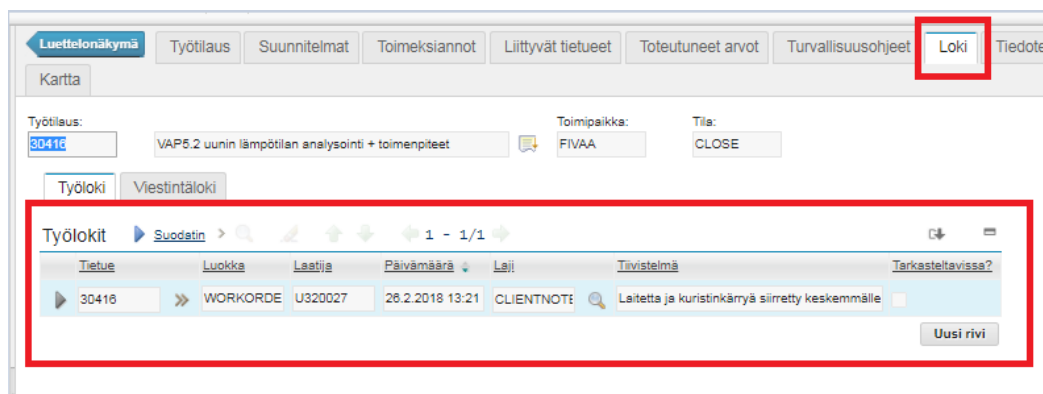 Luettelonäkymä Työtilaus Suunnitelmat Toimeksiannot Liittyvät tietueet Toteutuneet arvot Turvallisuusohjeet Loki Tiedote
Kartta
Työtilaus: Toimipaikka: Tila:
30416 VAP5.2 uunin lämpötilan analysointi + toimenpiteet FIVAA CLOSE
Työloki Viestintäloki
Työlokit Suodatin > 1 - 1/1
Tietue Luokka Laatija Päivämäärä Laji Tiivistelmä Tarkasteltavissa?
30416 WORKORDE U320027 26.2.2018 13:21 CLIENTNOTE Laitetta ja kuristinkärryä siirretty keskemmälle
Uusi rivi